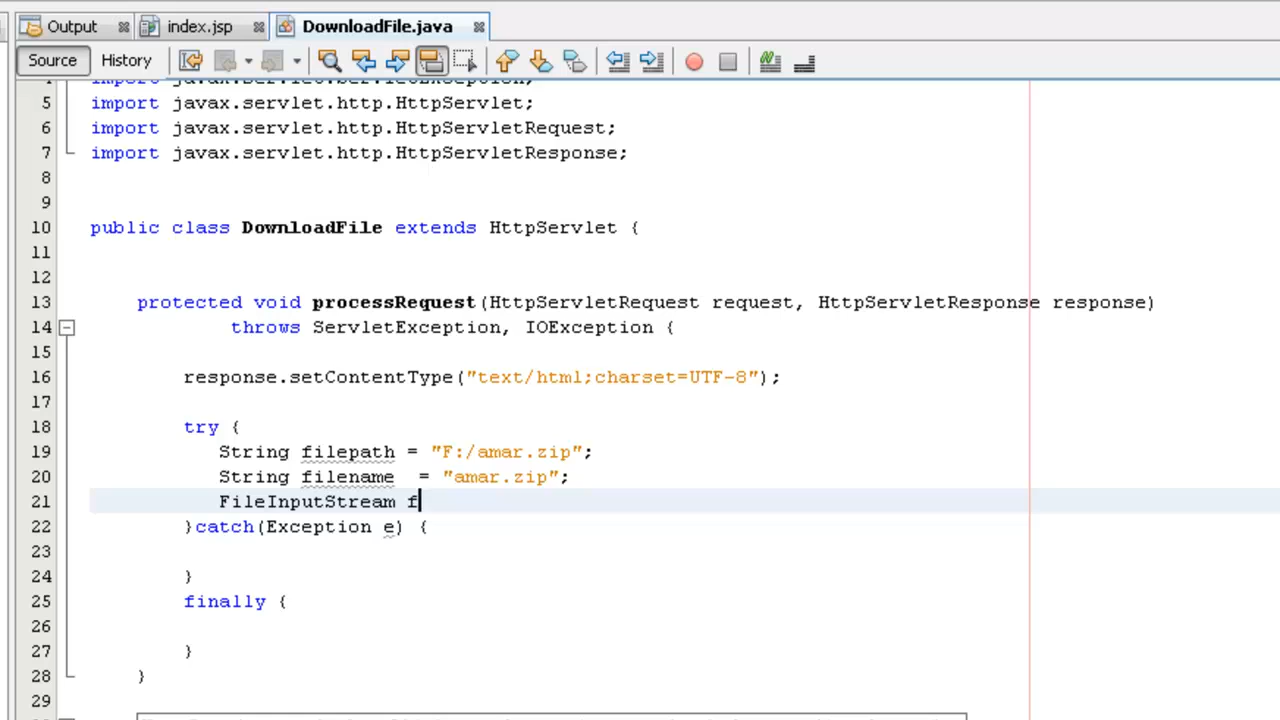 Output index.jsp DownloadFile.java
Source History
5 import javax.servlet.http.HttpServlet;
6 import javax.servlet.http.HttpServletRequest;
7 import javax.servlet.http.HttpServletResponse;
8
9
10 public class DownloadFile extends HttpServlet {
11
12
13 protected void processRequest(HttpServletRequest request, HttpServletResponse response)
14 throws ServletException, IOException {
15
16 response.setContentType("text/html;charset=UTF-8");
17
18 try {
19 String filepath = "F:/amar.zip";
20 String filename  = "amar.zip";
21 FileInputStream f
22 }catch(Exception e) {
23
24 }
25 finally {
26
27 }
28 }
29